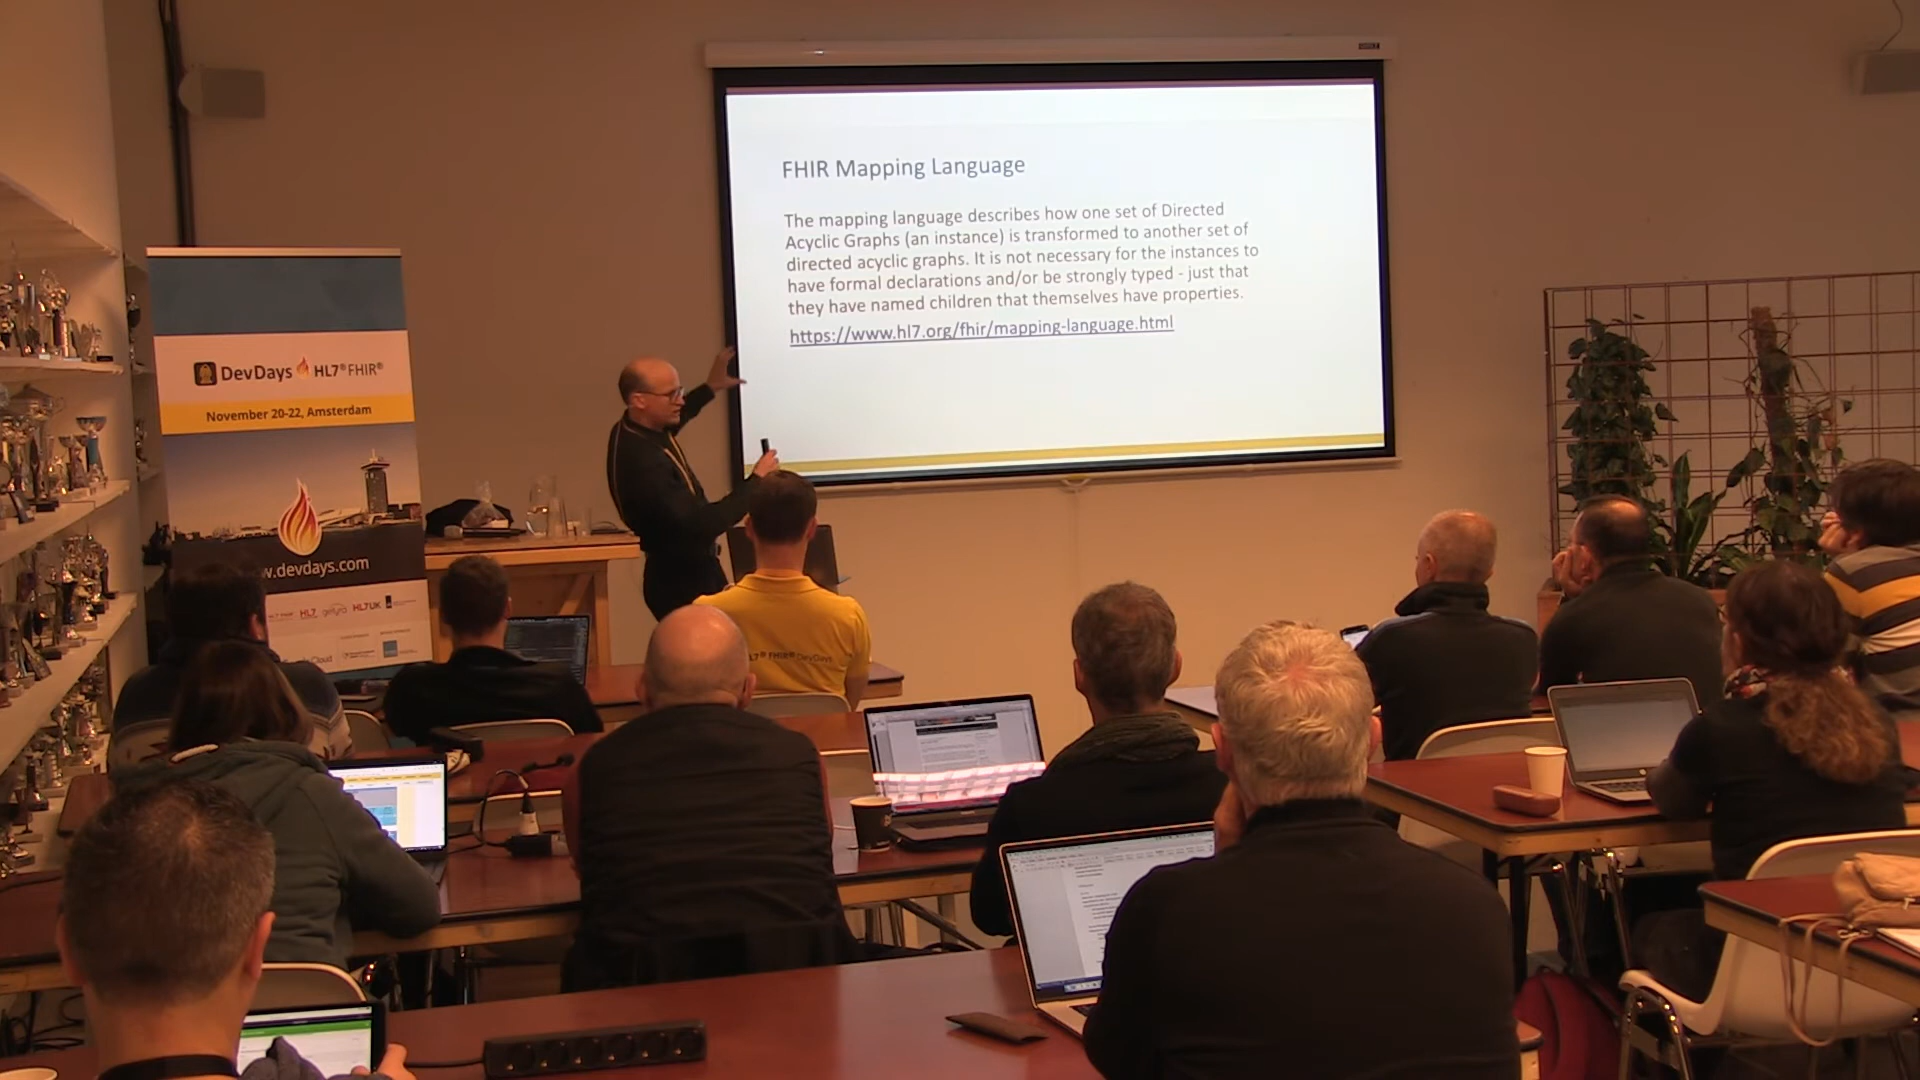 FHIR Mapping Language
The mapping language describes how one set of Directed
Acyclic Graphs (an instance) is transformed to another set of
directed acyclic graphs. It is not necessary for the instances to
have formal declarations and/or be strongly typed - just that
they have named children that themselves have properties.
https://www.hl7.org/fhir/mapping-language.html
DevDays HL7® FHIR®
November 20-22, Amsterdam
w.devdays.com
HL7 HL7UK
FHIR® DevDays